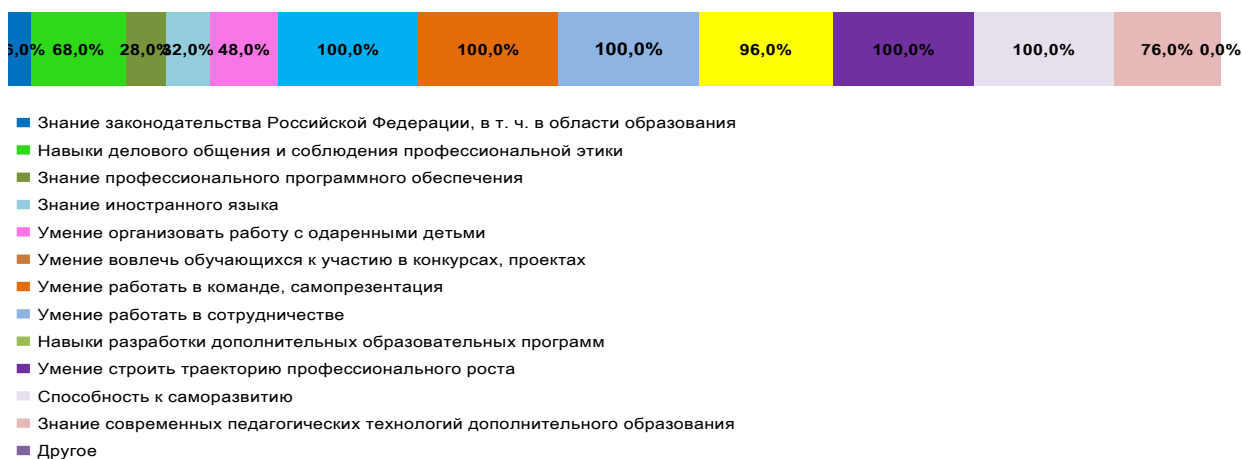 6,0% 68,0% 28,0% 32,0% 48,0% 100,0% 100,0% 100,0% 96,0% 100,0% 100,0% 76,0% 0,0%
Знание законодательства Российской Федерации, в т. ч. в области образования
Навыки делового общения и соблюдения профессиональной этики
Знание профессионального программного обеспечения
Знание иностранного языка
Умение организовать работу с одаренными детьми
Умение вовлечь обучающихся к участию в конкурсах, проектах
Умение работать в команде, самопрезентация
Умение работать в сотрудничестве
Навыки разработки дополнительных образовательных программ
Умение строить траекторию профессионального роста
Способность к саморазвитию
Знание современных педагогических технологий дополнительного образования
Другое